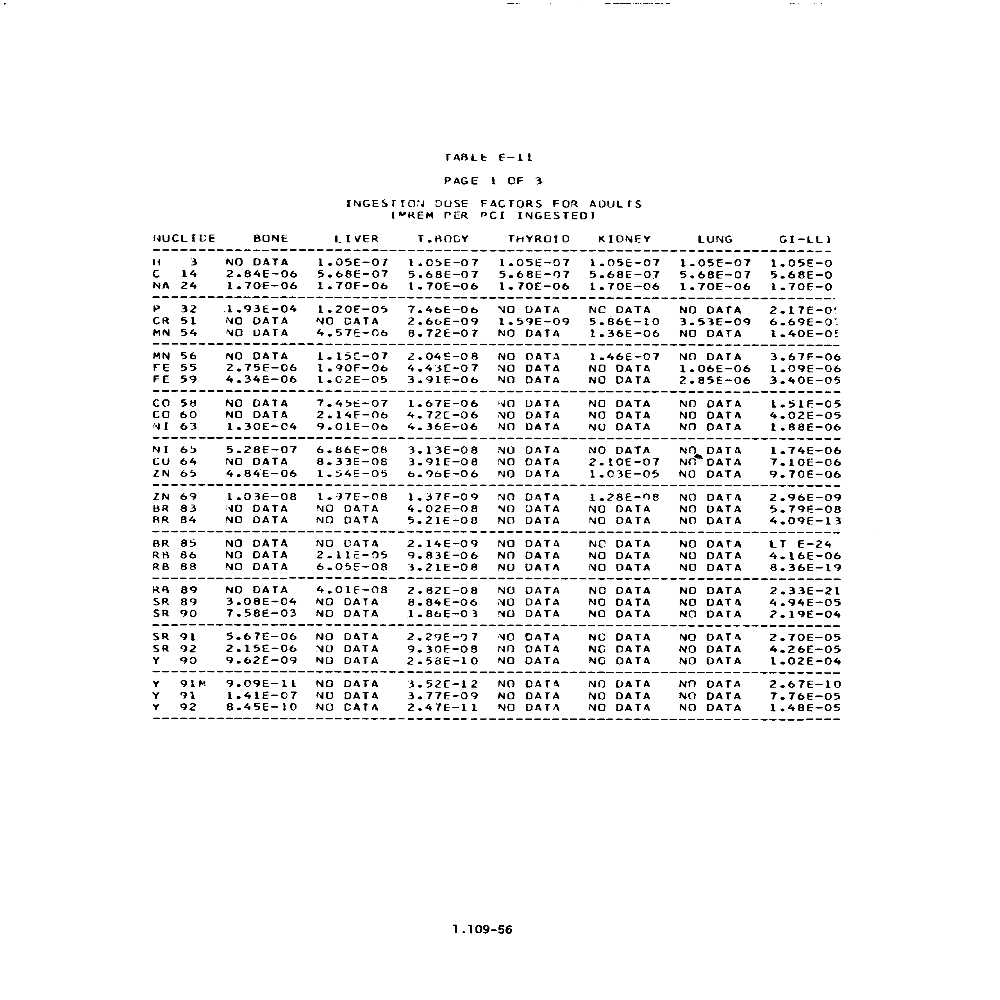 TABLE E-11
PAGE 1 OF 3
INGESTION DOSE FACTORS FOR ADULTS
(MREM PER PCI INGESTED)
NUCLIDE BONE LIVER T.BODY THYROID KIDNEY LUNG GI-LLI
H 3 NO DATA 1.05E-07 1.05E-07 1.05E-07 1.05E-07 1.05E-07 1.05E-0
C 14 2.84E-06 5.68E-07 5.68E-07 5.68E-07 5.68E-07 5.68E-07 5.68E-0
NA 24 1.70E-06 1.70E-06 1.70E-06 1.70E-06 1.70E-06 1.70E-06 1.70E-0
P 32 1.93E-04 1.20E-05 7.46E-06 NO DATA NO DATA NO DATA 2.17E-0
CR 51 NO DATA NO DATA 2.66E-09 1.59E-09 5.86E-10 3.53E-09 6.69E-0
MN 54 NO DATA 4.57E-06 8.72E-07 NO DATA 1.36E-06 NO DATA 1.40E-0
MN 56 NO DATA 1.15E-07 2.04E-08 NO DATA 1.46E-07 NO DATA 3.67E-06
FE 55 2.75E-06 1.90E-06 4.43E-07 NO DATA NO DATA 1.06E-06 1.09E-06
FE 59 4.34E-06 1.02E-05 3.91E-06 NO DATA NO DATA 2.85E-06 3.40E-05
CO 58 NO DATA 7.45E-07 1.67E-06 NO DATA NO DATA NO DATA 1.51E-05
CO 60 NO DATA 2.14E-06 4.72E-06 NO DATA NO DATA NO DATA 4.02E-05
NI 63 1.30E-04 9.01E-06 4.36E-06 NO DATA NO DATA NO DATA 1.88E-06
NI 65 5.28E-07 6.86E-08 3.13E-08 NO DATA NO DATA NO DATA 1.74E-06
CU 64 NO DATA 8.33E-08 3.91E-08 NO DATA 2.10E-07 NO DATA 7.10E-06
ZN 65 4.84E-06 1.54E-05 6.96E-06 NO DATA 1.03E-05 NO DATA 9.70E-06
ZN 69 1.03E-08 1.97E-08 1.37E-09 NO DATA 1.28E-08 NO DATA 2.96E-09
BR 83 NO DATA NO DATA 4.02E-08 NO DATA NO DATA NO DATA 5.79E-08
BR 84 NO DATA NO DATA 5.21E-08 NO DATA NO DATA NO DATA 4.09E-13
BR 85 NO DATA NO DATA 2.14E-09 NO DATA NO DATA NO DATA LT E-24
RB 86 NO DATA 2.11E-05 9.83E-06 NO DATA NO DATA NO DATA 4.16E-06
RB 88 NO DATA 6.05E-08 3.21E-08 NO DATA NO DATA NO DATA 8.36E-19
RB 89 NO DATA 4.01E-08 2.82E-08 NO DATA NO DATA NO DATA 2.33E-21
SR 89 3.08E-04 NO DATA 8.84E-06 NO DATA NO DATA NO DATA 4.94E-05
SR 90 7.58E-03 NO DATA 1.86E-03 NO DATA NO DATA NO DATA 2.19E-04
SR 91 5.67E-06 NO DATA 2.29E-07 NO DATA NO DATA NO DATA 2.70E-05
SR 92 2.15E-06 NO DATA 9.30E-08 NO DATA NO DATA NO DATA 4.26E-05
Y 90 9.62E-09 NO DATA 2.58E-10 NO DATA NO DATA NO DATA 1.02E-04
Y 91M 9.09E-11 NO DATA 3.52E-12 NO DATA NO DATA NO DATA 2.67E-10
Y 91 1.41E-07 NO DATA 3.77E-09 NO DATA NO DATA NO DATA 7.76E-05
Y 92 8.45E-10 NO DATA 2.47E-11 NO DATA NO DATA NO DATA 1.48E-05
1.109-56